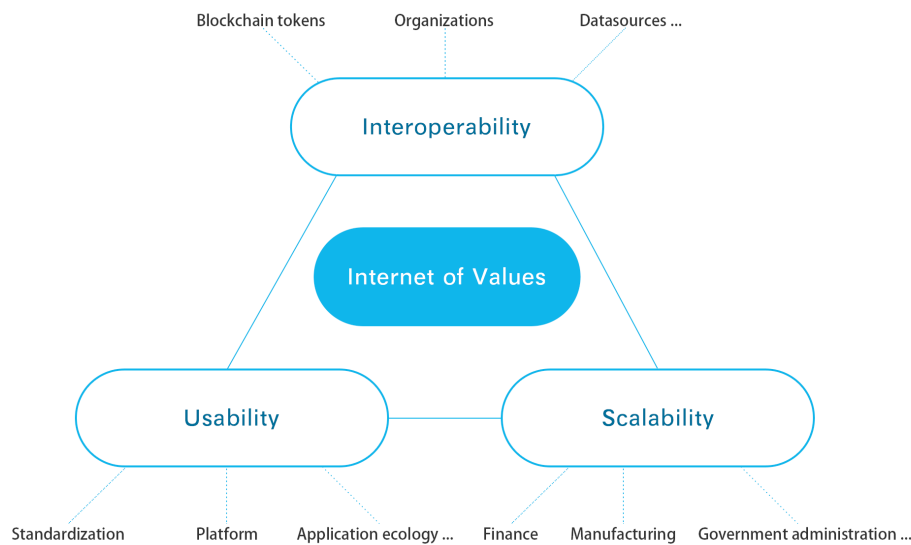 Blockchain tokens
Organizations
Datasources ...
Interoperability
Internet of Values
Usability
Scalability
Standardization
Platform
Application ecology ...
Finance
Manufacturing
Government administration ...